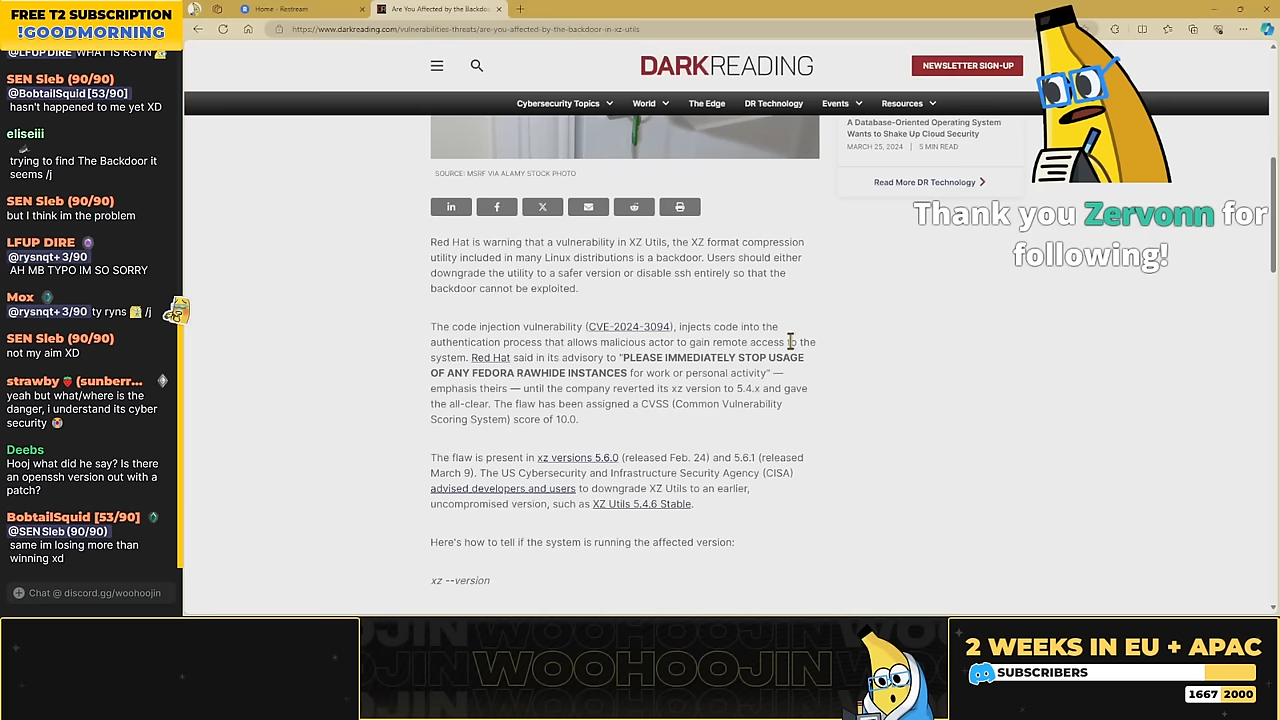 FREE T2 SUBSCRIPTION
!GOODMORNING
@LFUP DIRE WHAT IS RSYN
SEN Sleb (90/90)
@BobtailSquid [53/90]
hasn't happened to me yet XD
eliseiii
trying to find The Backdoor it
seems /j
SEN Sleb (90/90)
but I think im the problem
LFUP DIRE
@rysnqt+3/90
AH MB TYPO IM SO SORRY
Mox
@rysnqt+3/90 ty ryns /j
SEN Sleb (90/90)
not my aim XD
strawby (sunberr...
yeah but what/where is the
danger, i understand its cyber
security
Deebs
Hooj what did he say? Is there
an openssh version out with a
patch?
BobtailSquid [53/90]
@SEN Sleb (90/90)
same im losing more than
winning xd
Chat @ discord.gg/woohoojin
Home - Restream
Are You Affected by the Backdoo
https://www.darkreading.com/vulnerabilities-threats/are-you-affected-by-the-backdoor-in-xz-utils
DARKREADING
NEWSLETTER SIGN-UP
Cybersecurity Topics
World
The Edge
DR Technology
Events
Resources
A Database-Oriented Operating System
Wants to Shake Up Cloud Security
MARCH 25, 2024 | 5 MIN READ
Read More DR Technology
SOURCE: MSRF VIA ALAMY STOCK PHOTO
Red Hat is warning that a vulnerability in XZ Utils, the XZ format compression
utility included in many Linux distributions is a backdoor. Users should either
downgrade the utility to a safer version or disable ssh entirely so that the
backdoor cannot be exploited.
The code injection vulnerability (CVE-2024-3094), injects code into the
authentication process that allows malicious actor to gain remote access to the
system. Red Hat said in its advisory to "PLEASE IMMEDIATELY STOP USAGE
OF ANY FEDORA RAWHIDE INSTANCES for work or personal activity" —
emphasis theirs — until the company reverted its xz version to 5.4.x and gave
the all-clear. The flaw has been assigned a CVSS (Common Vulnerability
Scoring System) score of 10.0.
The flaw is present in xz versions 5.6.0 (released Feb. 24) and 5.6.1 (released
March 9). The US Cybersecurity and Infrastructure Security Agency (CISA)
advised developers and users to downgrade XZ Utils to an earlier,
uncompromised version, such as XZ Utils 5.4.6 Stable.
Here's how to tell if the system is running the affected version:
xz --version
Thank you Zervonn for
following!
WOOHOOJIN
2 WEEKS IN EU + APAC
SUBSCRIBERS
1667 2000